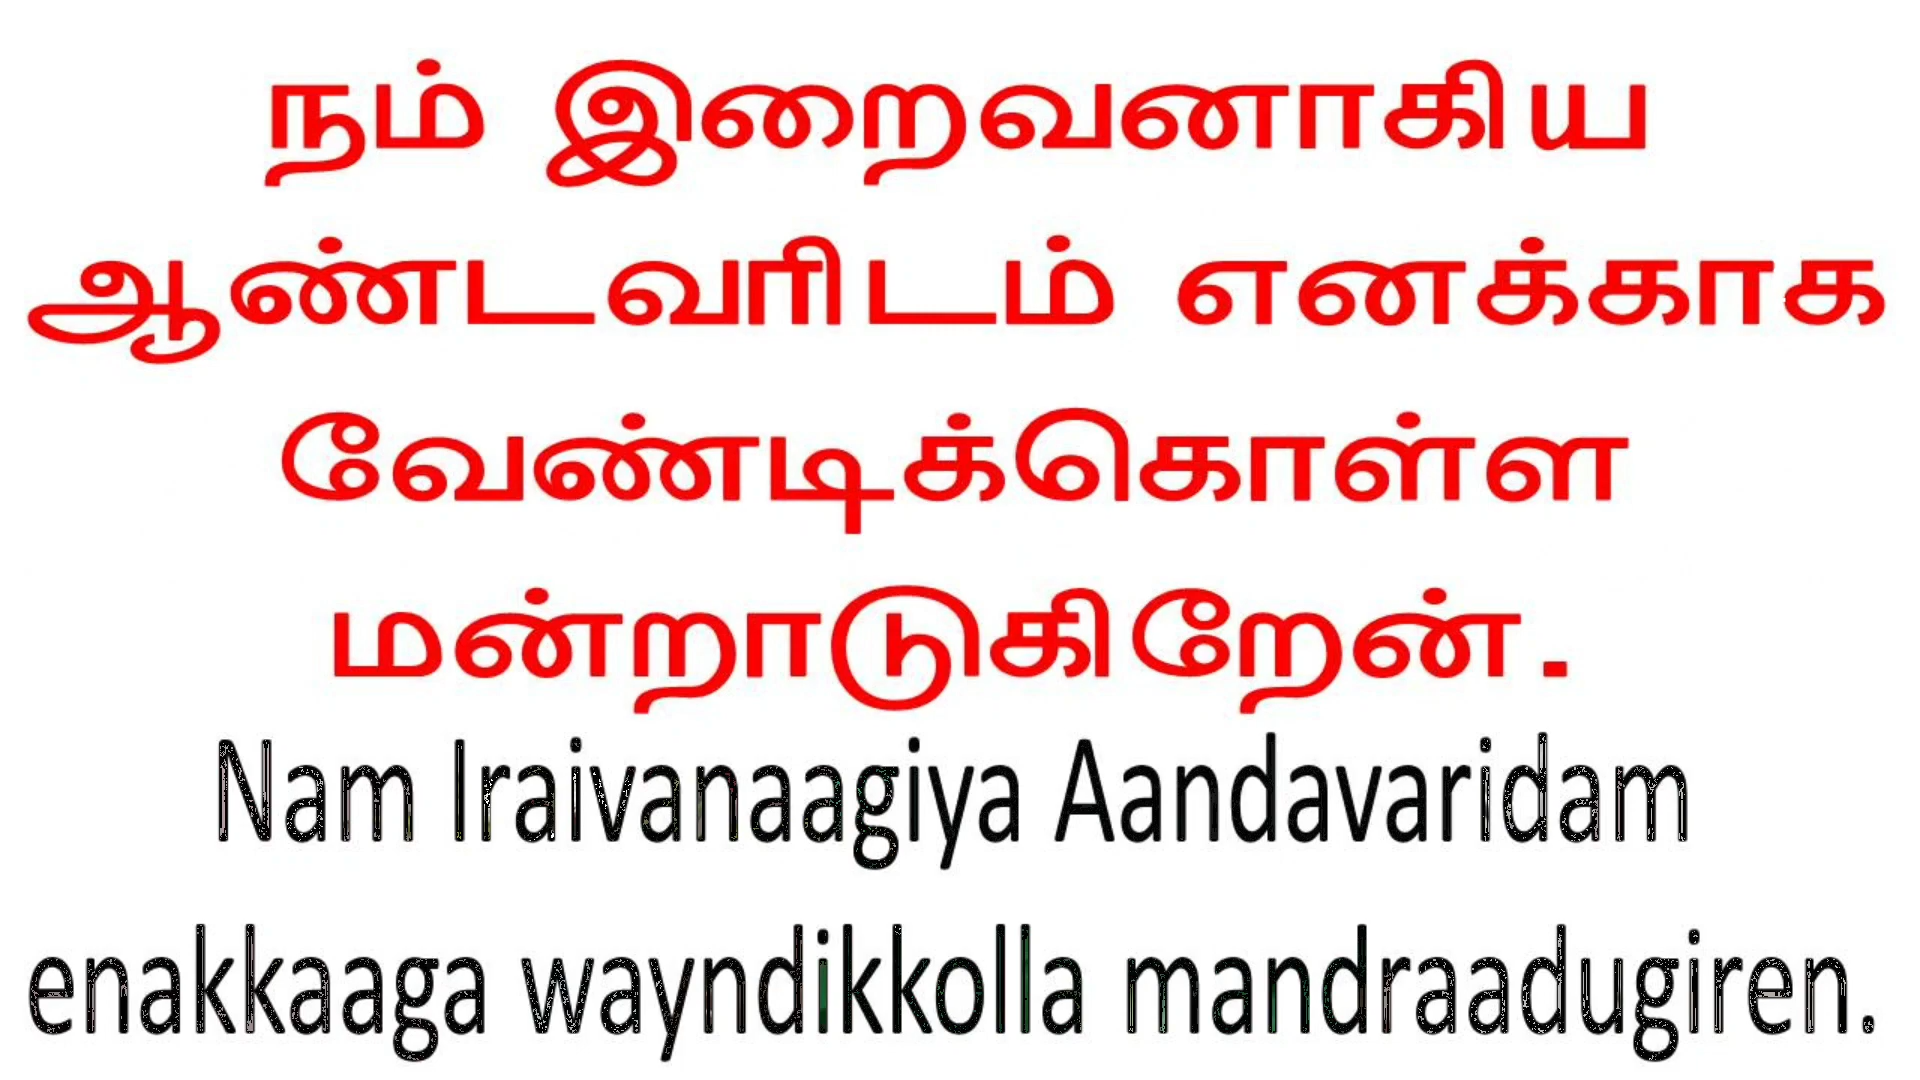 நம் இறைவனாகிய
ஆண்டவரிடம் எனக்காக
வேண்டிக்கொள்ள
மன்றாடுகிறேன்.
Nam Iraivanaagiya Aandavaridam
enakkaaga wayndikkolla mandraadugiren.